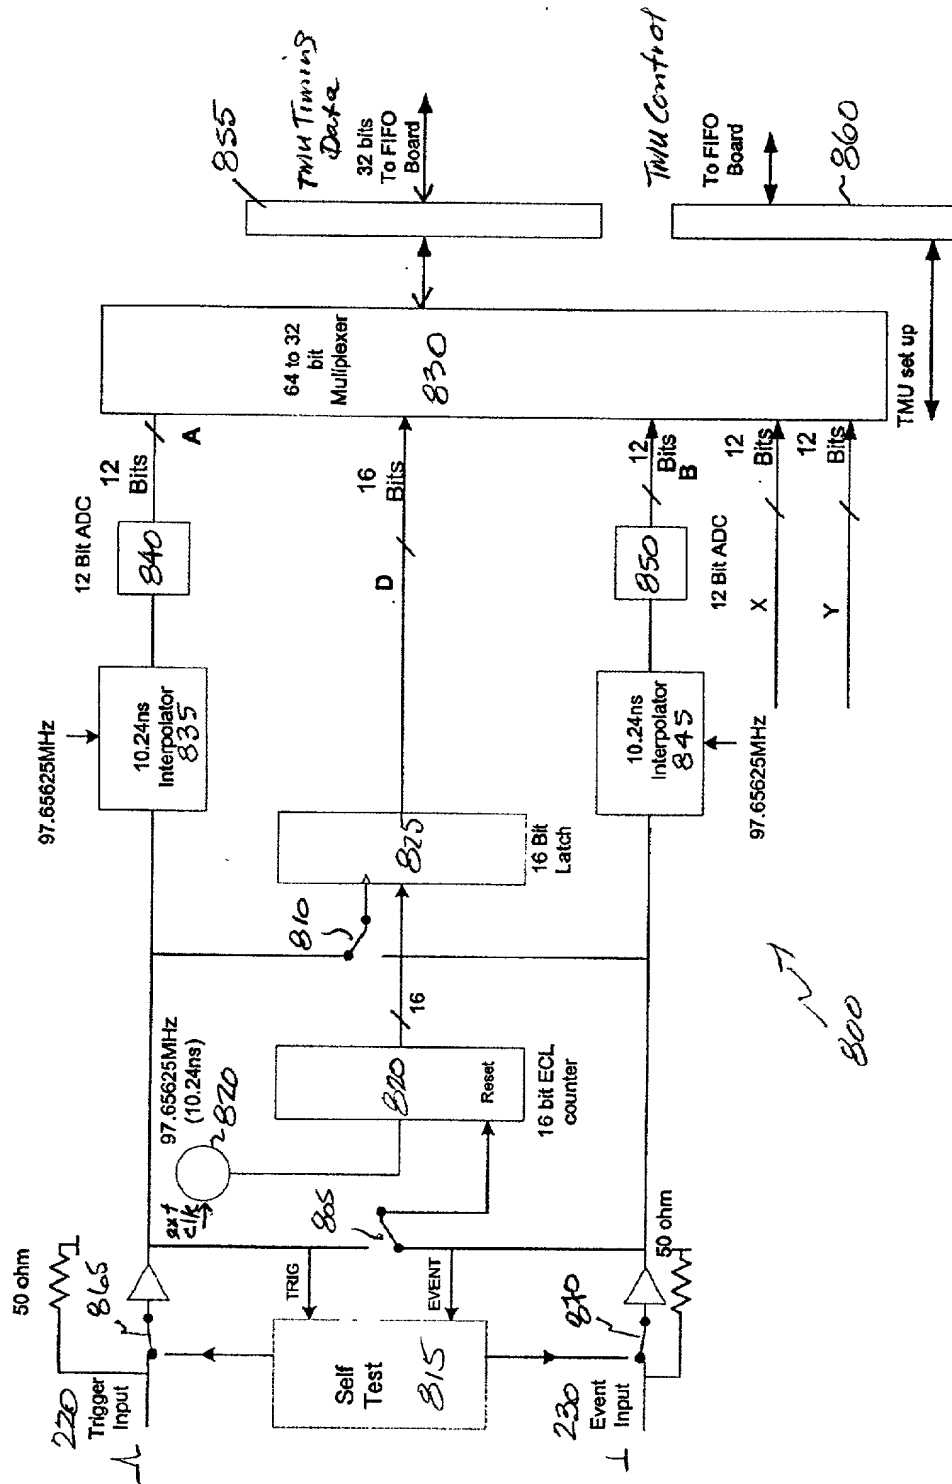 220
Trigger
Input
50 ohm
865
ext
clk
97.65625MHz
(10.24ns)
~820
TRIG
Self
Test
815
EVENT
805
820
Reset
16 bit ECL
counter
16
810
825
16 Bit
Latch
97.65625MHz
10.24ns
Interpolator
835
12 Bit ADC
840
12
Bits
A
D
16
Bits
64 to 32
bit
Muliplexer
830
855
TMU Timing
Data
32 bits
To FIFO
Board
TMU Control
To FIFO
Board
~860
TMU set up
230
Event
Input
870
50 ohm
10.24ns
Interpolator
845
97.65625MHz
850
12 Bit ADC
12
Bits
B
X
12
Bits
Y
12
Bits
800